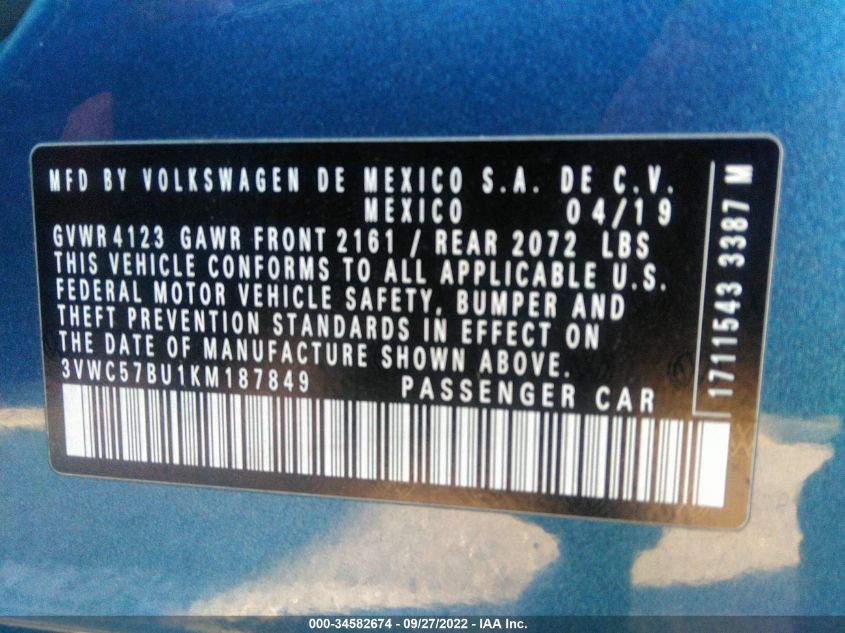 MFD BY VOLKSWAGEN DE MEXICO S.A. DE C.V.
MEXICO 04/19
GVWR 4123 GAWR FRONT 2161 / REAR 2072 LBS
THIS VEHICLE CONFORMS TO ALL APPLICABLE U.S.
FEDERAL MOTOR VEHICLE SAFETY, BUMPER AND
THEFT PREVENTION STANDARDS IN EFFECT ON
THE DATE OF MANUFACTURE SHOWN ABOVE.
3VWC57BU1KM187849 PASSENGER CAR
1711543 3387 M
000-34582674 - 09/27/2022 - IAA Inc.